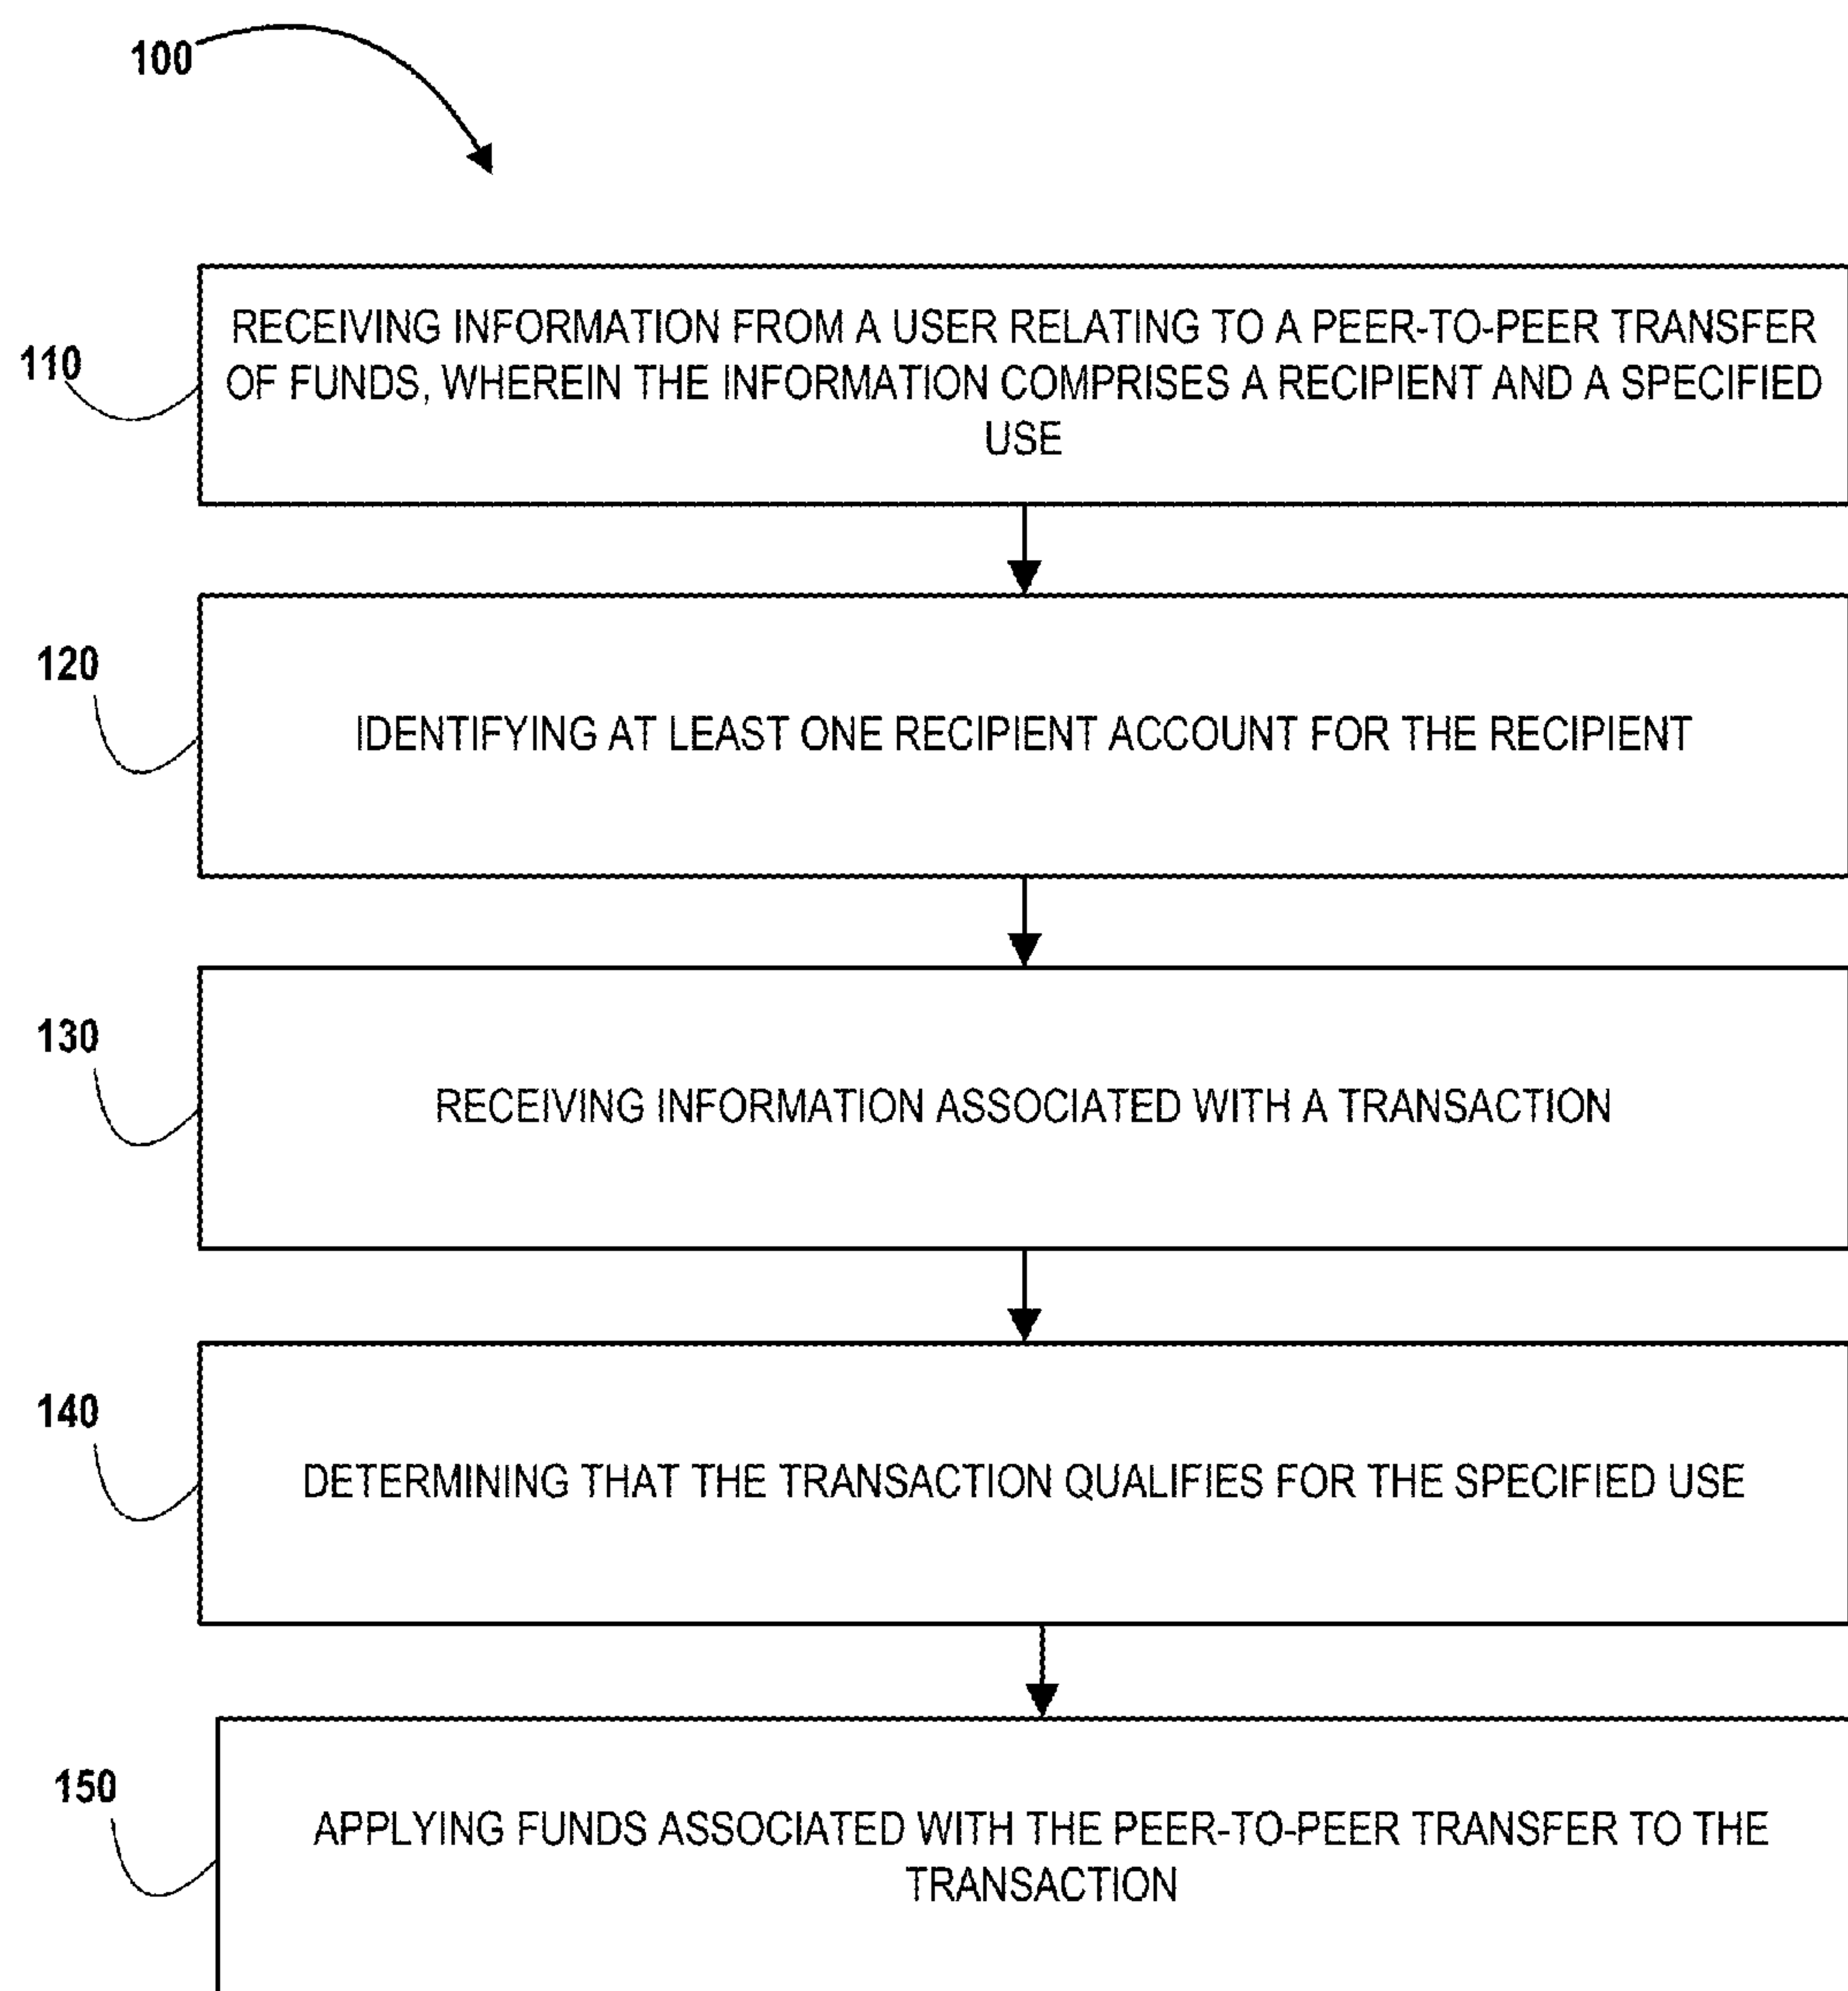 100
110
RECEIVING INFORMATION FROM A USER RELATING TO A PEER-TO-PEER TRANSFER
OF FUNDS, WHEREIN THE INFORMATION COMPRISES A RECIPIENT AND A SPECIFIED
USE
120
IDENTIFYING AT LEAST ONE RECIPIENT ACCOUNT FOR THE RECIPIENT
130
RECEIVING INFORMATION ASSOCIATED WITH A TRANSACTION
140
DETERMINING THAT THE TRANSACTION QUALIFIES FOR THE SPECIFIED USE
150
APPLYING FUNDS ASSOCIATED WITH THE PEER-TO-PEER TRANSFER TO THE
TRANSACTION